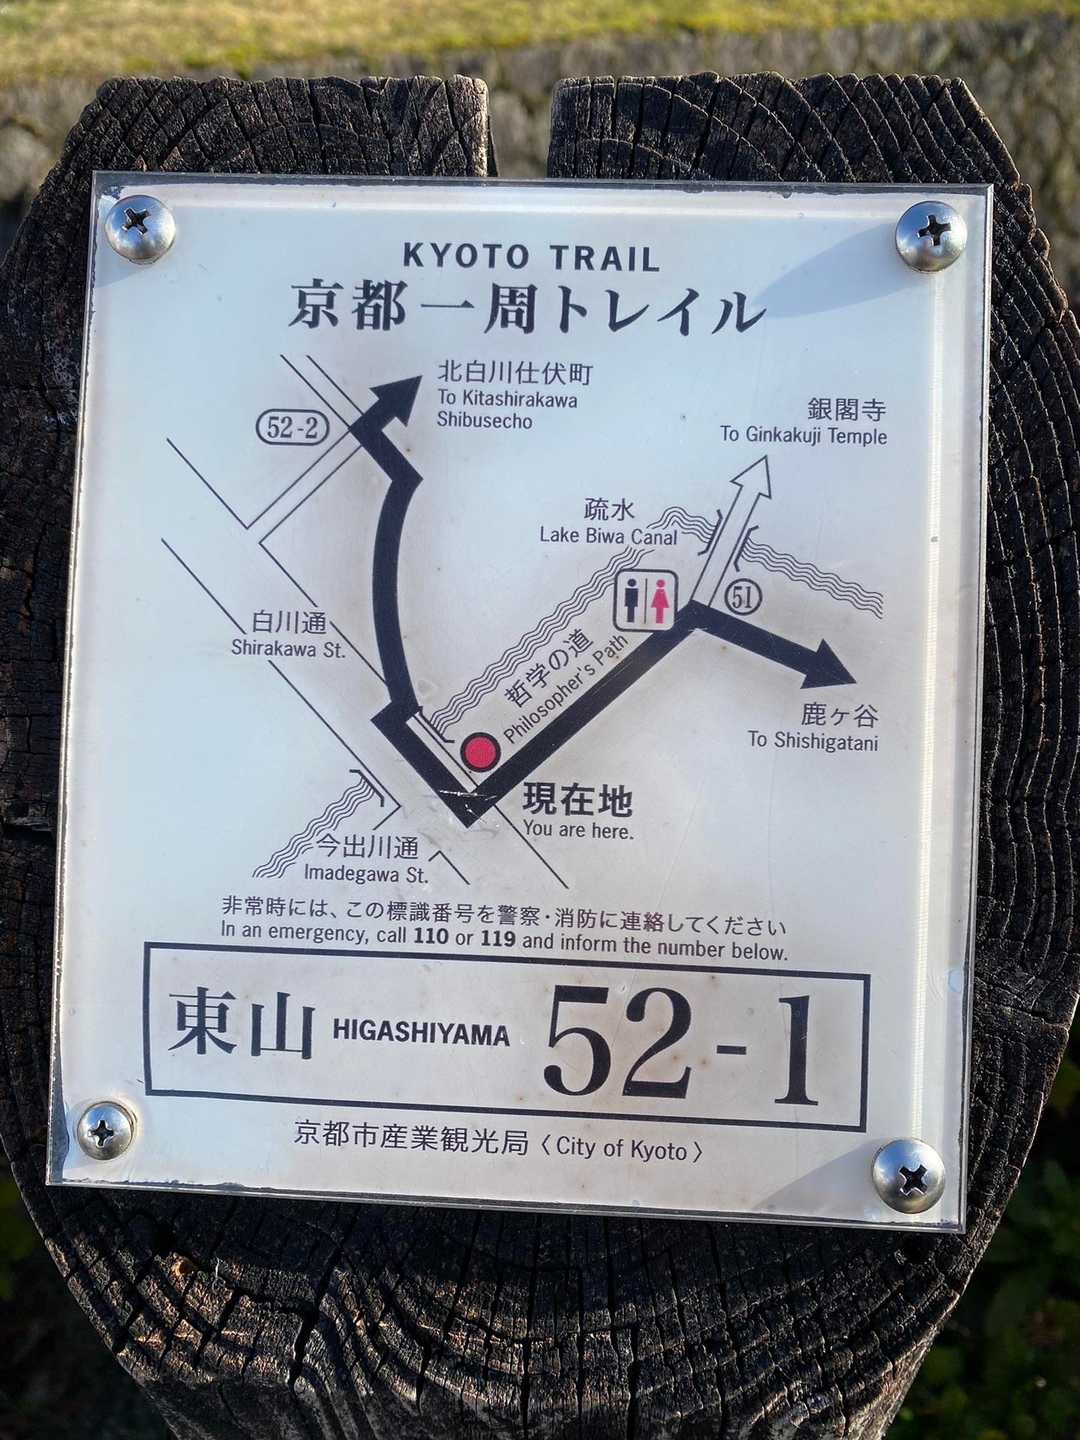 KYOTO TRAIL
京都一周トレイル
北白川仕伏町
To Kitashirakawa
Shibusecho
52-2
銀閣寺
To Ginkakuji Temple
疏水
Lake Biwa Canal
51
白川通
Shirakawa St.
哲学の道
Philosopher's Path
鹿ヶ谷
To Shishigatani
現在地
You are here.
今出川通
Imadegawa St.
非常時には、この標識番号を警察・消防に連絡してください
In an emergency, call 110 or 119 and inform the number below.
東山 HIGASHIYAMA 52-1
京都市産業観光局〈City of Kyoto〉